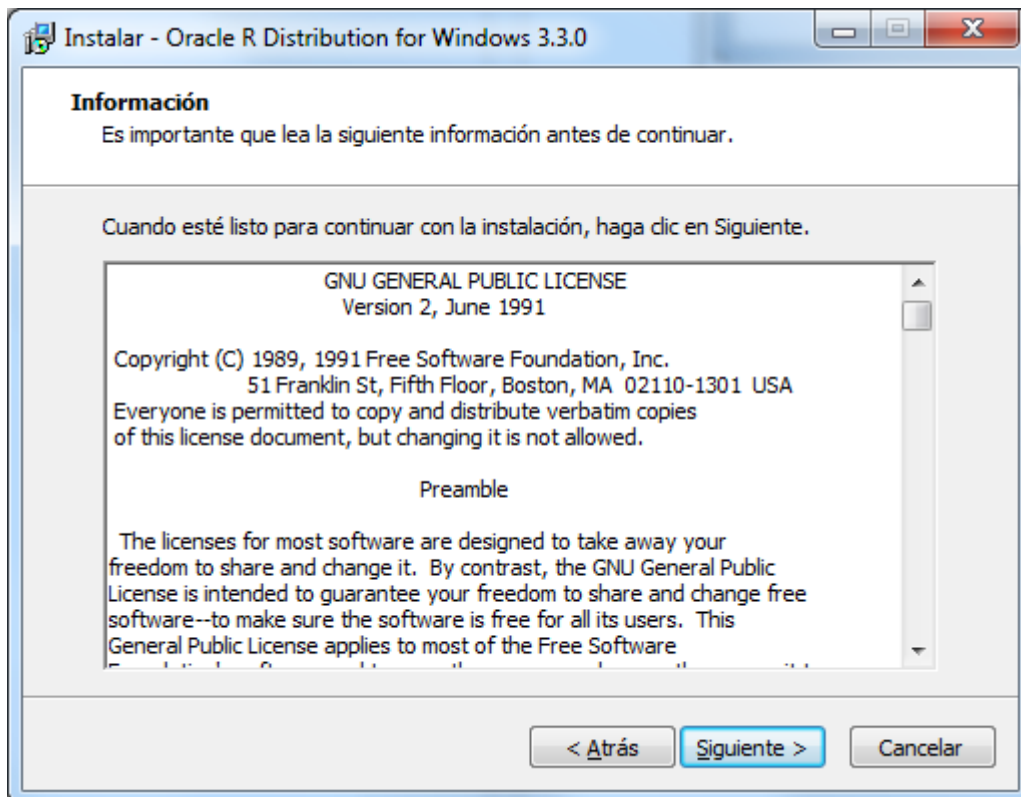 Instalar - Oracle R Distribution for Windows 3.3.0
Información
Es importante que lea la siguiente información antes de continuar.
Cuando esté listo para continuar con la instalación, haga clic en Siguiente.
GNU GENERAL PUBLIC LICENSE
Version 2, June 1991
Copyright (C) 1989, 1991 Free Software Foundation, Inc.
51 Franklin St, Fifth Floor, Boston, MA  02110-1301  USA
Everyone is permitted to copy and distribute verbatim copies
of this license document, but changing it is not allowed.
Preamble
The licenses for most software are designed to take away your
freedom to share and change it.  By contrast, the GNU General Public
License is intended to guarantee your freedom to share and change free
software--to make sure the software is free for all its users.  This
General Public License applies to most of the Free Software
< Atrás
Siguiente >
Cancelar